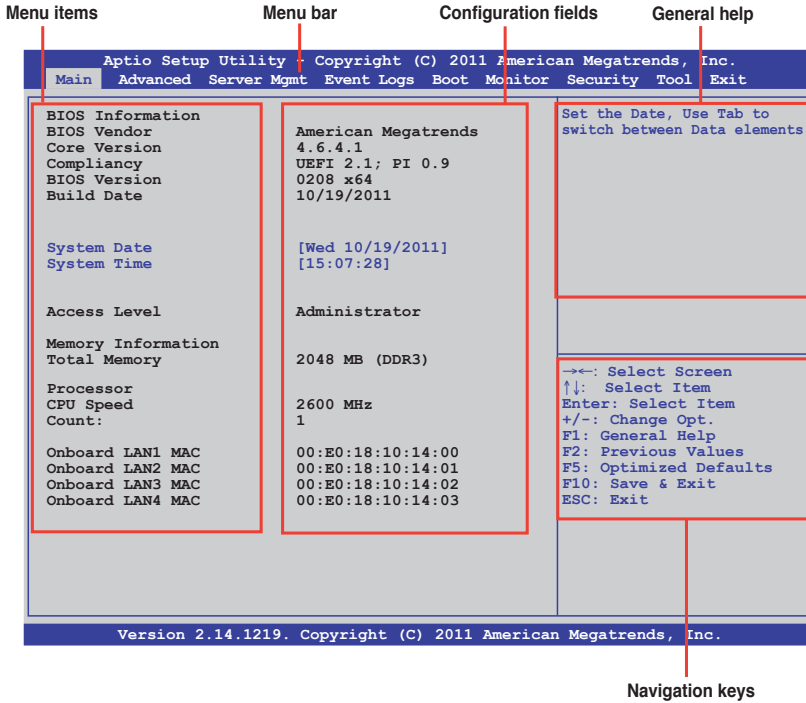 Menu items Menu bar Configuration fields General help
Aptio Setup Utility - Copyright (C) 2011 American Megatrends, Inc.
Main Advanced Server Mgmt Event Logs Boot Monitor Security Tool Exit
BIOS Information
BIOS Vendor American Megatrends
Core Version 4.6.4.1
Compliancy UEFI 2.1; PI 0.9
BIOS Version 0208 x64
Build Date 10/19/2011
System Date [Wed 10/19/2011]
System Time [15:07:28]
Access Level Administrator
Memory Information
Total Memory 2048 MB (DDR3)
Processor
CPU Speed 2600 MHz
Count: 1
Onboard LAN1 MAC 00:E0:18:10:14:00
Onboard LAN2 MAC 00:E0:18:10:14:01
Onboard LAN3 MAC 00:E0:18:10:14:02
Onboard LAN4 MAC 00:E0:18:10:14:03
Set the Date, Use Tab to
switch between Data elements
→←: Select Screen
↑↓: Select Item
Enter: Select Item
+/-: Change Opt.
F1: General Help
F2: Previous Values
F5: Optimized Defaults
F10: Save & Exit
ESC: Exit
Version 2.14.1219. Copyright (C) 2011 American Megatrends, Inc.
Navigation keys